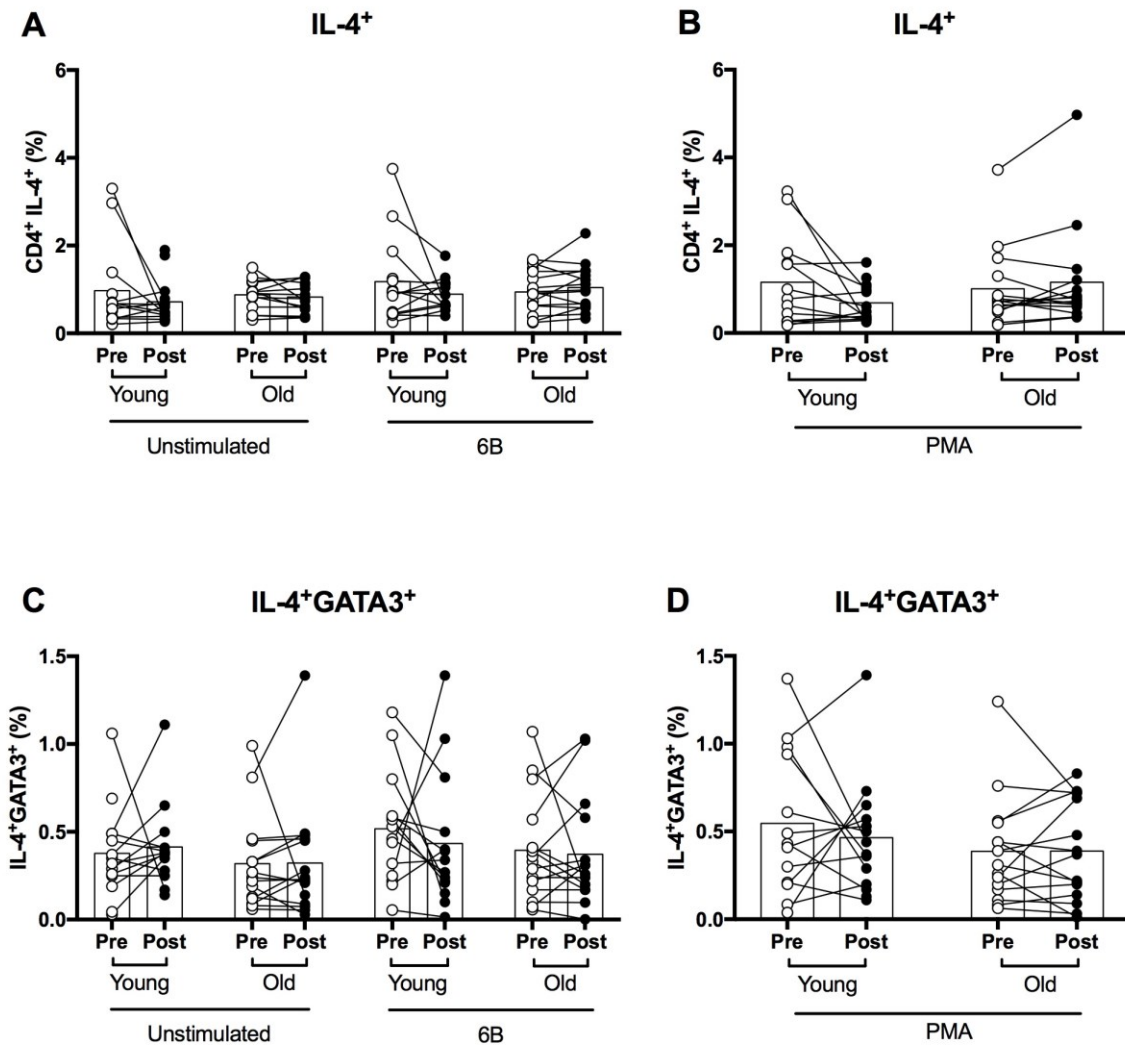 A
IL-4⁺
CD4⁺ IL-4⁺ (%)
6
4
2
0
Pre Post Pre Post Pre Post Pre Post
Young Old Young Old
Unstimulated 6B
B
IL-4⁺
CD4⁺ IL-4⁺ (%)
6
4
2
0
Pre Post Pre Post
Young Old
PMA
C
IL-4⁺GATA3⁺
IL-4⁺GATA3⁺ (%)
1.5
1.0
0.5
0.0
Pre Post Pre Post Pre Post Pre Post
Young Old Young Old
Unstimulated 6B
D
IL-4⁺GATA3⁺
IL-4⁺GATA3⁺ (%)
1.5
1.0
0.5
0.0
Pre Post Pre Post
Young Old
PMA